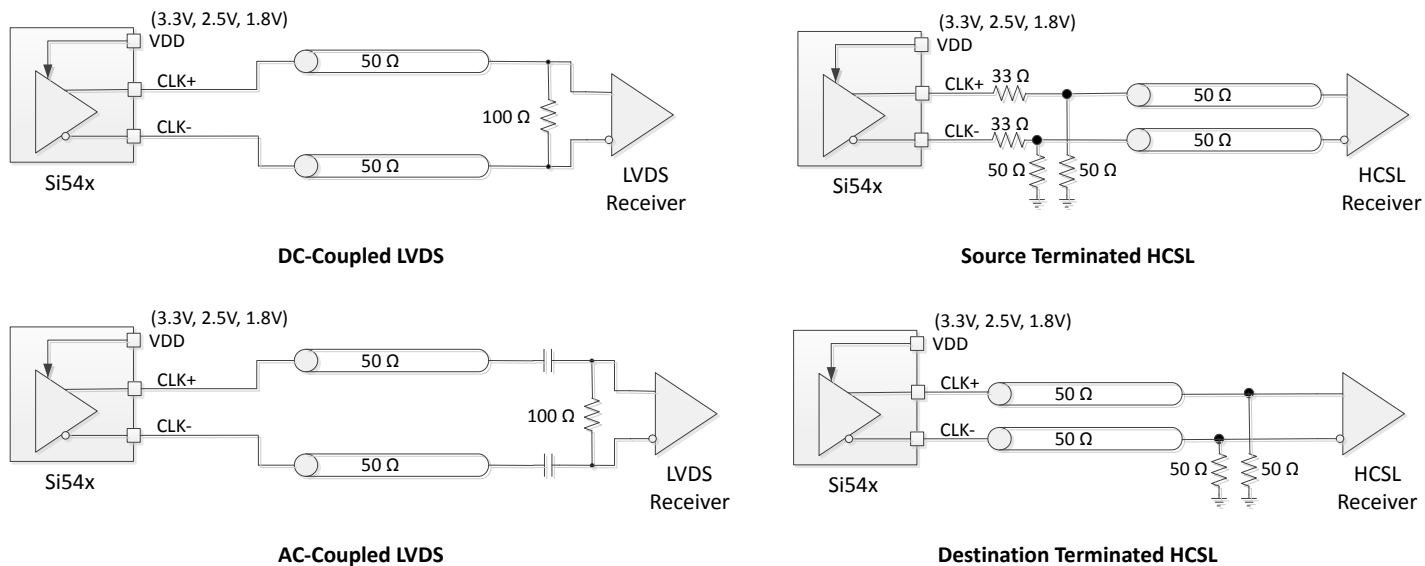 (3.3V, 2.5V, 1.8V)
VDD
CLK+
50 Ω
100 Ω
CLK-
50 Ω
Si54x
LVDS
Receiver
DC-Coupled LVDS
(3.3V, 2.5V, 1.8V)
VDD
CLK+
33 Ω
50 Ω
CLK-
33 Ω
50 Ω
50 Ω
50 Ω
Si54x
HCSL
Receiver
Source Terminated HCSL
(3.3V, 2.5V, 1.8V)
VDD
CLK+
50 Ω
100 Ω
CLK-
50 Ω
Si54x
LVDS
Receiver
AC-Coupled LVDS
(3.3V, 2.5V, 1.8V)
VDD
CLK+
50 Ω
CLK-
50 Ω
50 Ω
50 Ω
Si54x
HCSL
Receiver
Destination Terminated HCSL